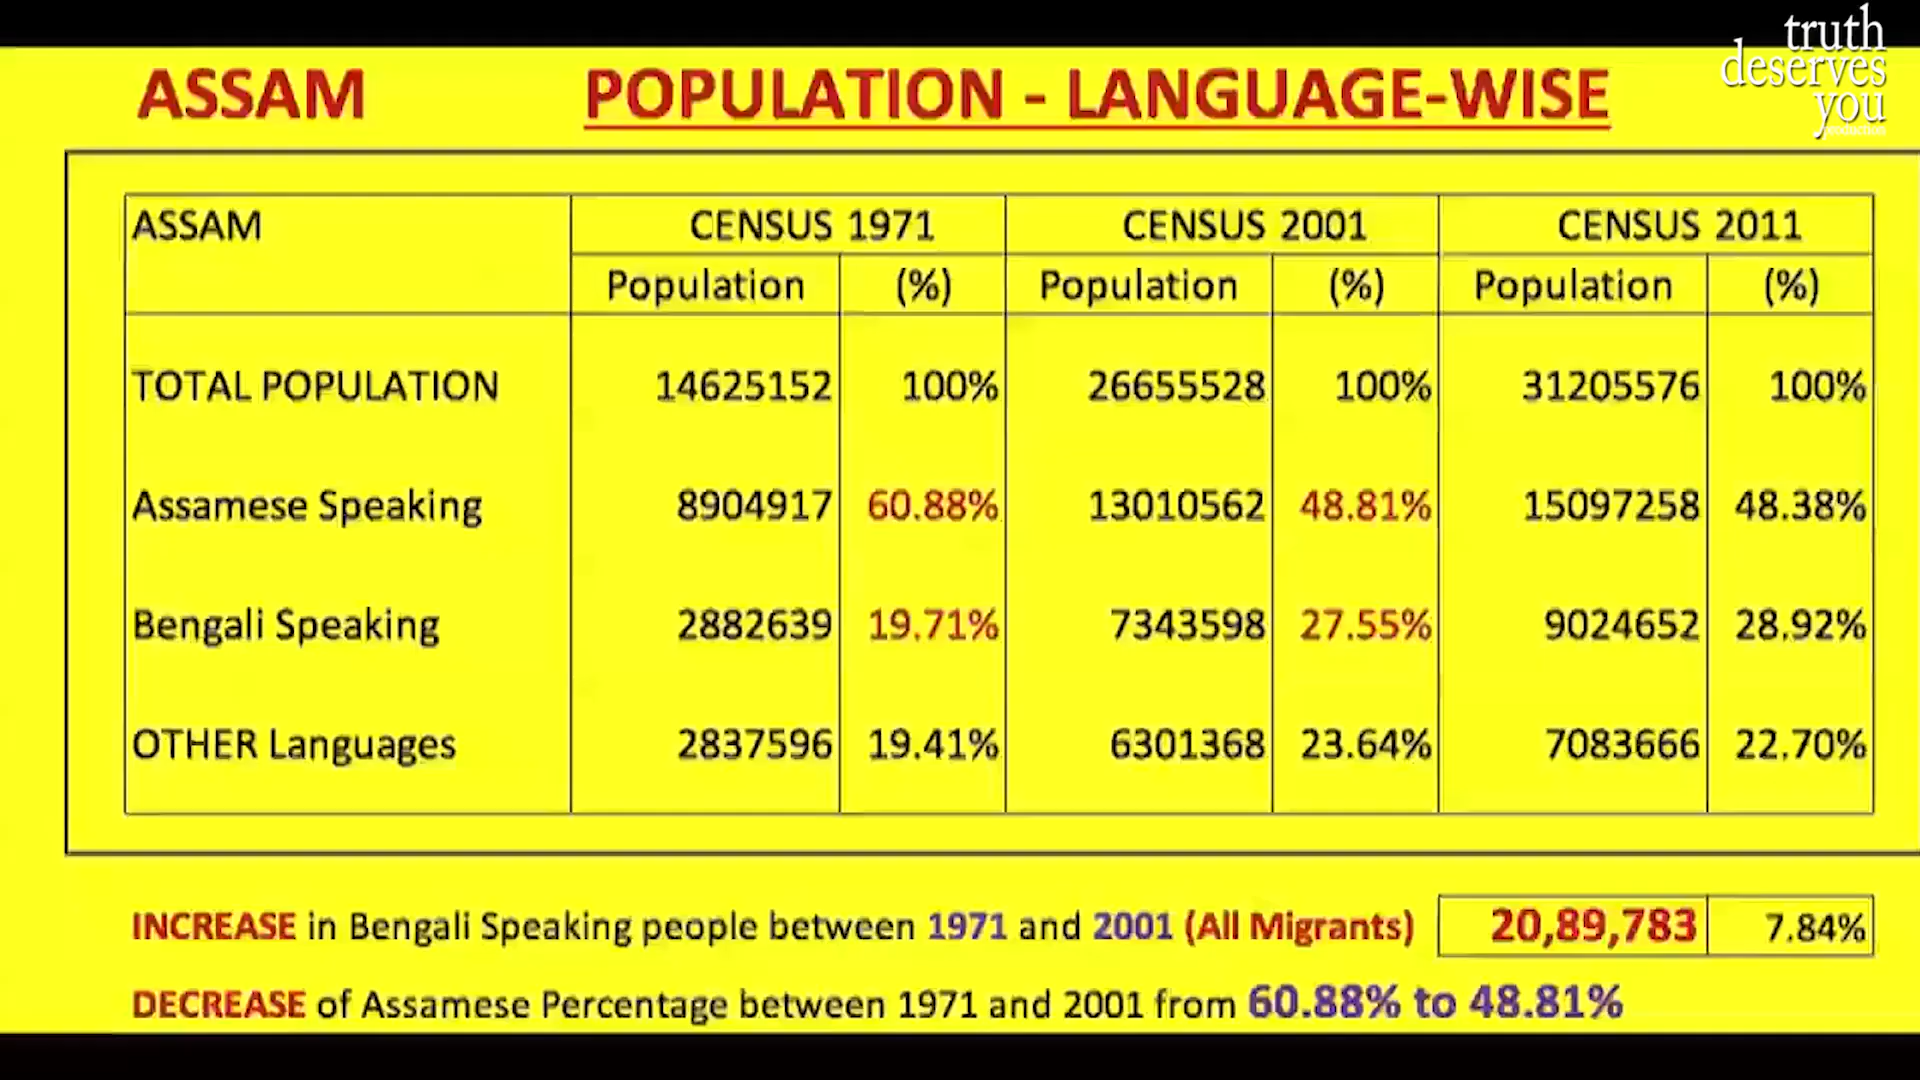 truth
deserves
you
production
ASSAM POPULATION - LANGUAGE-WISE
ASSAM CENSUS 1971 CENSUS 2001 CENSUS 2011
Population (%) Population (%) Population (%)
TOTAL POPULATION 14625152 100% 26655528 100% 31205576 100%
Assamese Speaking 8904917 60.88% 13010562 48.81% 15097258 48.38%
Bengali Speaking 2882639 19.71% 7343598 27.55% 9024652 28.92%
OTHER Languages 2837596 19.41% 6301368 23.64% 7083666 22.70%
INCREASE in Bengali Speaking people between 1971 and 2001 (All Migrants) 20,89,783 7.84%
DECREASE of Assamese Percentage between 1971 and 2001 from 60.88% to 48.81%